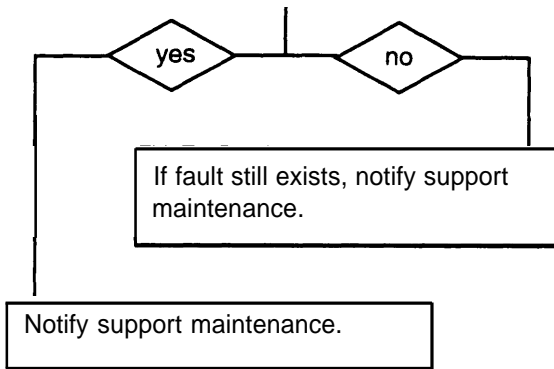 yes
no
If fault still exists, notify support
maintenance.
Notify support maintenance.